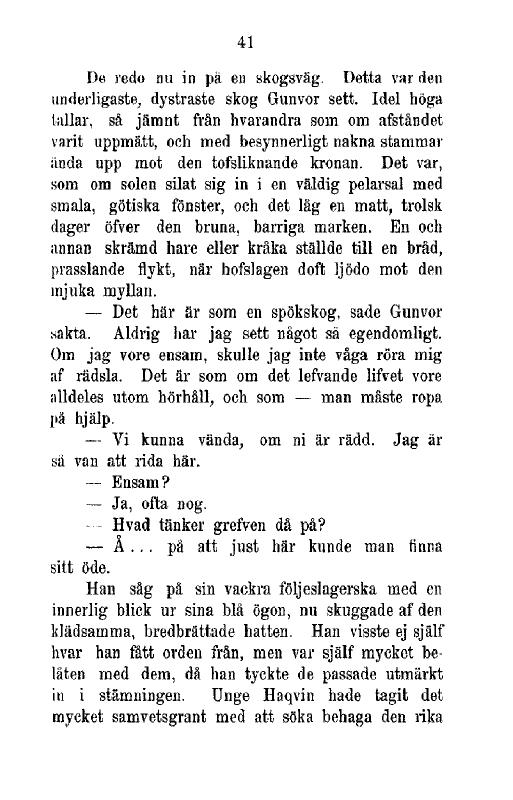 41
De redo nu in på en skogsväg. Detta var den
underligaste, dystraste skog Gunvor sett. Idel höga
tallar, så jämnt från hvarandra som om afståndet
varit uppmätt, och med besynnerligt nakna stammar
ända upp mot den tofsliknande kronan. Det var,
som om solen silat sig in i en väldig pelarsal med
smala, götiska fönster, och det låg en matt, trolsk
dager öfver den bruna, barriga marken. En och
annan skrämd hare eller kråka ställde till en bråd,
prasslande flykt, när hofslagen doft ljödo mot den
mjuka myllan.
— Det här är som en spökskog, sade Gunvor
sakta. Aldrig har jag sett något så egendomligt.
Om jag vore ensam, skulle jag inte våga röra mig
af rädsla. Det är som om det lefvande lifvet vore
alldeles utom hörhåll, och som — man måste ropa
på hjälp.
— Vi kunna vända, om ni är rädd. Jag är
så van att rida här.
— Ensam?
— Ja, ofta nog.
— Hvad tänker grefven då på?
— Å... på att just här kunde man finna
sitt öde.
Han såg på sin vackra följeslagerska med en
innerlig blick ur sina blå ögon, nu skuggade af den
klädsamma, bredbrättade hatten. Han visste ej själf
hvar han fått orden från, men var själf mycket be-
låten med dem, då han tyckte de passade utmärkt
in i stämningen. Unge Haqvin hade tagit det
mycket samvetsgrant med att söka behaga den rika